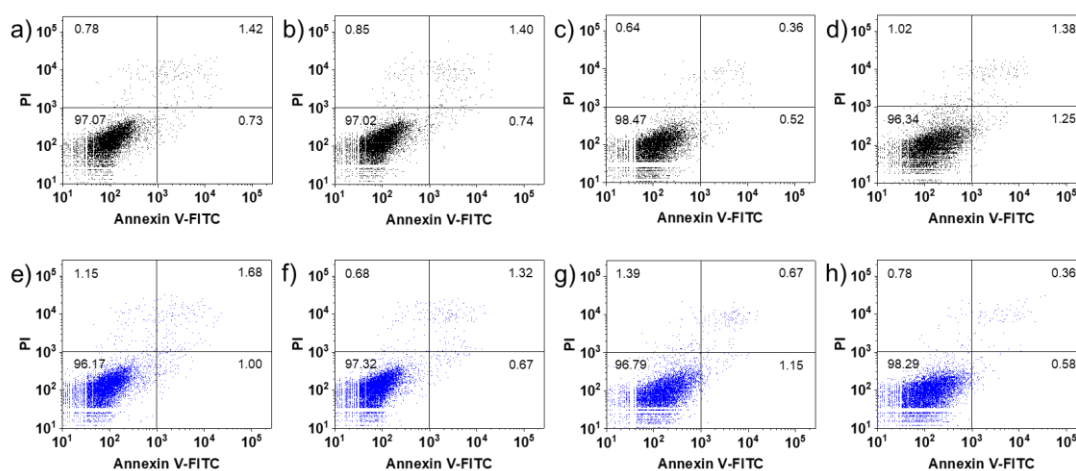 a) 10⁵ 0.78 1.42
10⁴
PI
10³
97.07 0.73
10²
10¹
10¹ 10² 10³ 10⁴ 10⁵
Annexin V-FITC
b) 10⁵ 0.85 1.40
10⁴
PI
10³
97.02 0.74
10²
10¹
10¹ 10² 10³ 10⁴ 10⁵
Annexin V-FITC
c) 10⁵ 0.64 0.36
10⁴
PI
10³
98.47 0.52
10²
10¹
10¹ 10² 10³ 10⁴ 10⁵
Annexin V-FITC
d) 10⁵ 1.02 1.38
10⁴
PI
10³
96.34 1.25
10²
10¹
10¹ 10² 10³ 10⁴ 10⁵
Annexin V-FITC
e) 10⁵ 1.15 1.68
10⁴
PI
10³
96.17 1.00
10²
10¹
10¹ 10² 10³ 10⁴ 10⁵
Annexin V-FITC
f) 10⁵ 0.68 1.32
10⁴
PI
10³
97.32 0.67
10²
10¹
10¹ 10² 10³ 10⁴ 10⁵
Annexin V-FITC
g) 10⁵ 1.39 0.67
10⁴
PI
10³
96.79 1.15
10²
10¹
10¹ 10² 10³ 10⁴ 10⁵
Annexin V-FITC
h) 10⁵ 0.78 0.36
10⁴
PI
10³
98.29 0.58
10²
10¹
10¹ 10² 10³ 10⁴ 10⁵
Annexin V-FITC